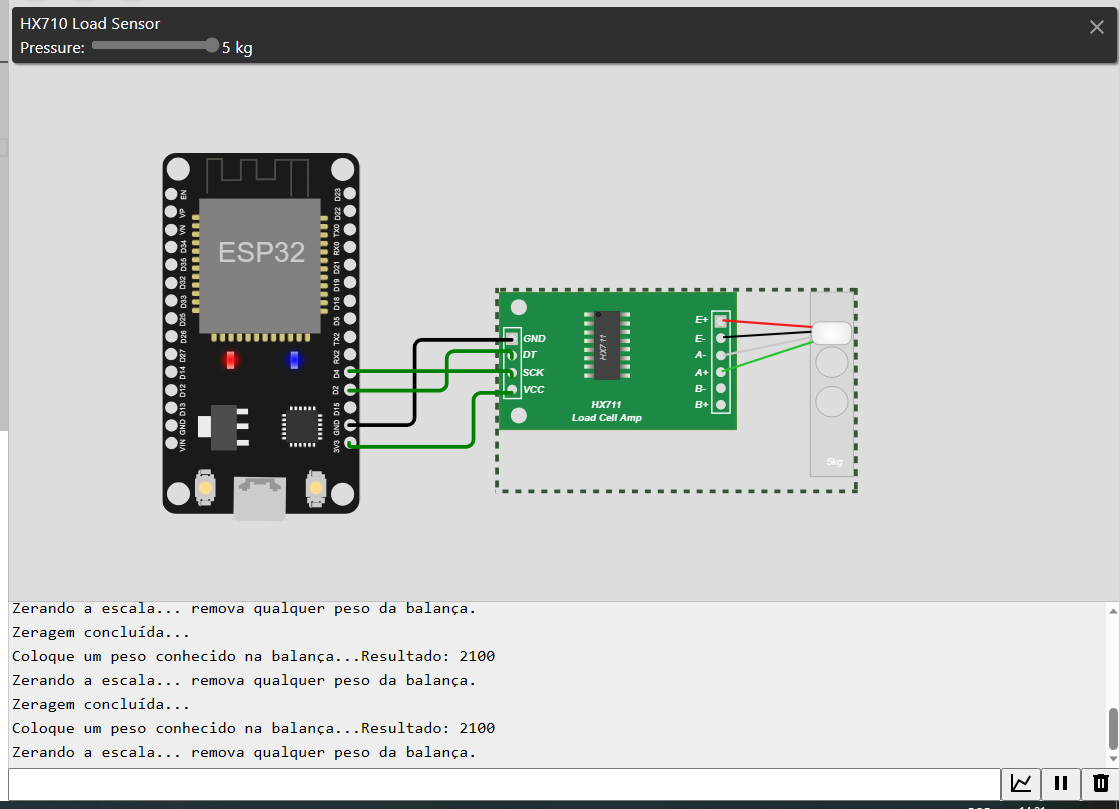 HX710 Load Sensor
Pressure: 5 kg
EN
VP
VN
D34
D35
D32
D33
D25
D26
D27
D14
D12
D13
GND
VIN
ESP32
D23
D22
TX0
RX0
D21
D19
D18
D5
TX2
RX2
D4
D2
D15
GND
3V3
GND
DT
SCK
VCC
HX711
HX711
Load Cell Amp
E+
E-
A-
A+
B-
B+
5kg
Zerando a escala... remova qualquer peso da balança.
Zeragem concluída...
Coloque um peso conhecido na balança...Resultado: 2100
Zerando a escala... remova qualquer peso da balança.
Zeragem concluída...
Coloque um peso conhecido na balança...Resultado: 2100
Zerando a escala... remova qualquer peso da balança.